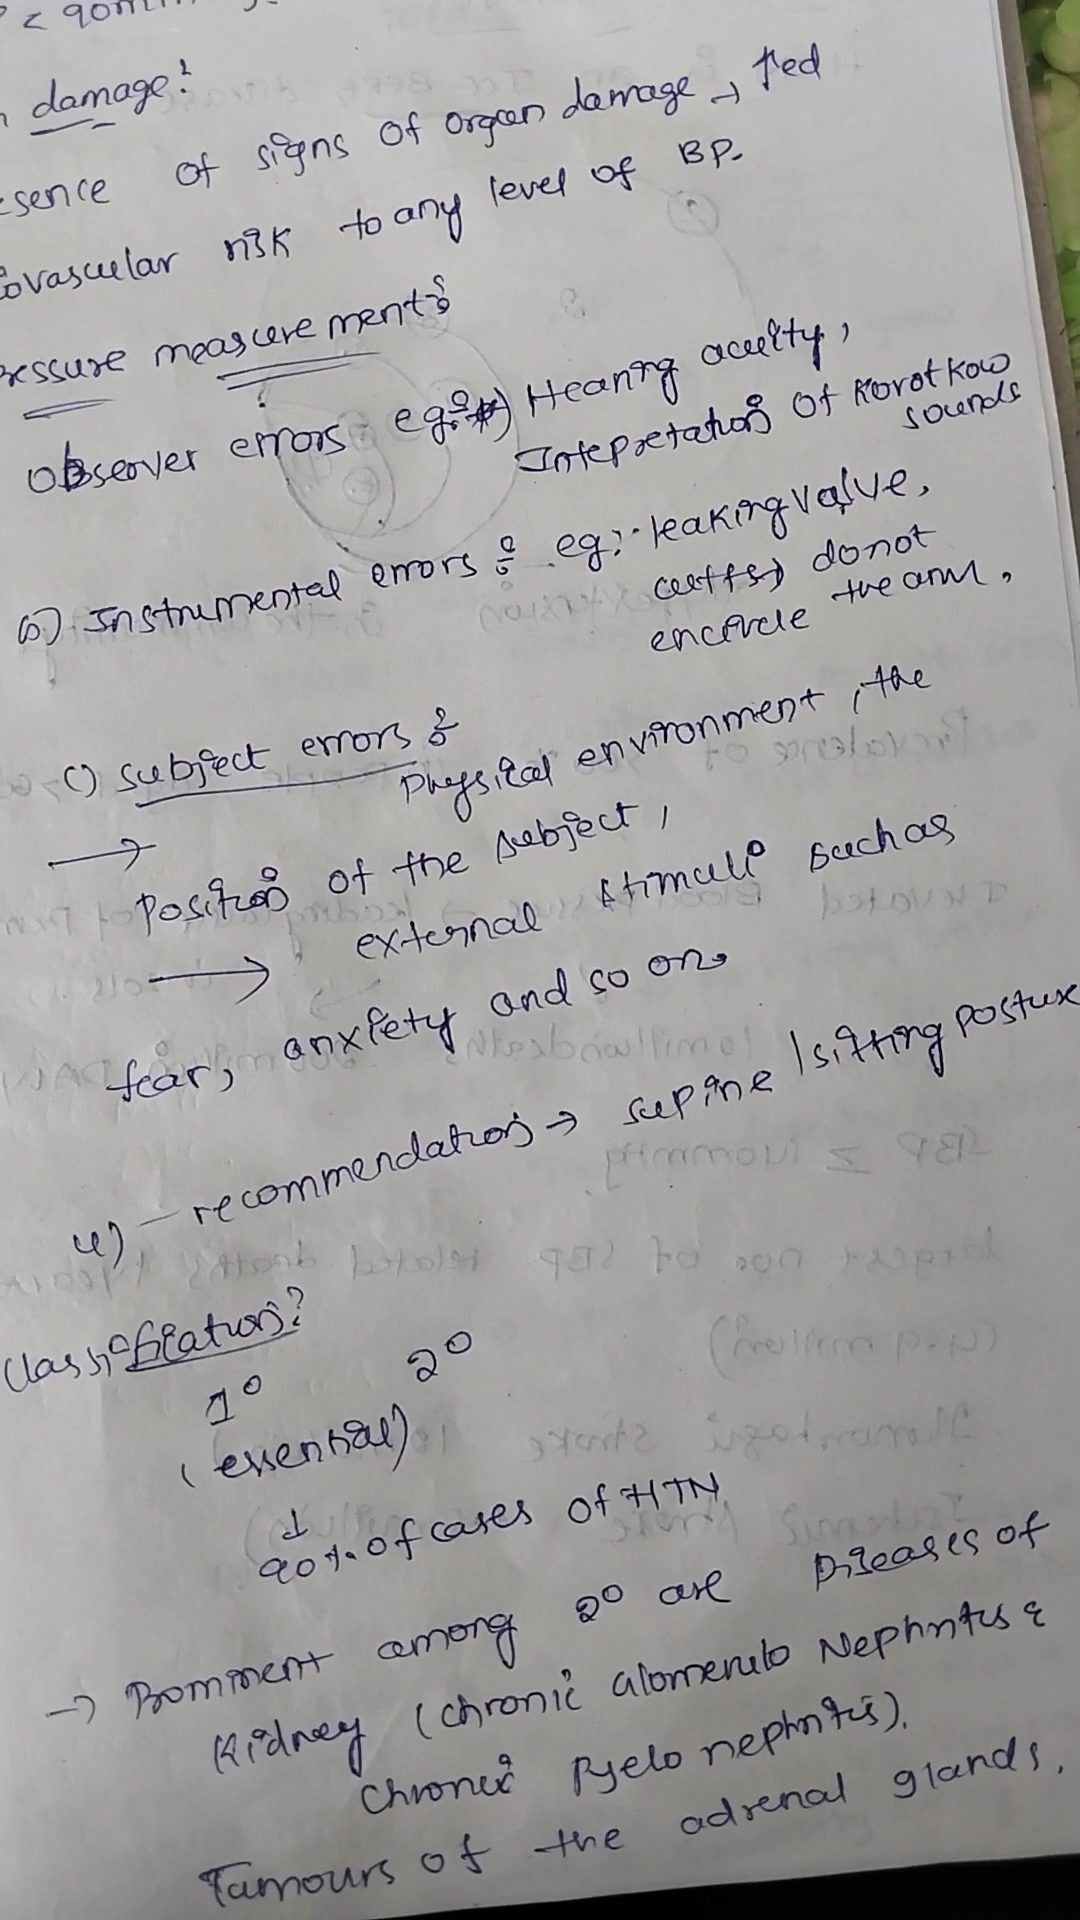 < 90mm
damage:
sence of signs of organ damage → ↑ed
ovascular risk to any level of BP.
ressure measurement:
observer errors eg:- Hearing acuity,
Intepretation of Korotkow
sounds
b) Instrumental errors : eg:- leaking valve,
cuffs → donot
encircle the arm,
c) subject errors :
→ Physical environment, the
position of the subject,
→ external stimuli such as
fear, anxiety and so on.
4) - recommendation → supine / sitting posture
classification:
1° 2°
(essential)
↓
90%. of cases of HTN
→ Prominent among 2° are Diseases of
Kidney (chronic Glomerulo Nephritis &
chronic Pyelo nephritis),
Tumours of the adrenal glands,